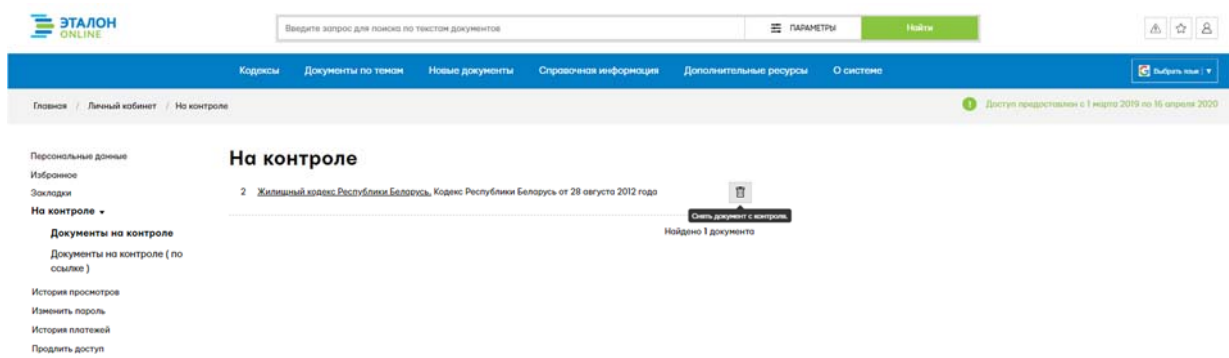 ЭТАЛОН
ONLINE
Введите запрос для поиска по текстам документов
ПАРАМЕТРЫ
Найти
Кодексы Документы по темам Новые документы Справочная информация Дополнительные ресурсы О системе
Выбрать язык
Главная / Личный кабинет / На контроле
Доступ предоставлен с 1 марта 2019 по 16 апреля 2020
Персональные данные
Избранное
Закладки
На контроле
Документы на контроле
Документы на контроле ( по
ссылке )
История просмотров
Изменить пароль
История платежей
Продлить доступ
На контроле
2 Жилищный кодекс Республики Беларусь. Кодекс Республики Беларусь от 28 августа 2012 года
Снять документ с контроля.
Найдено 1 документа